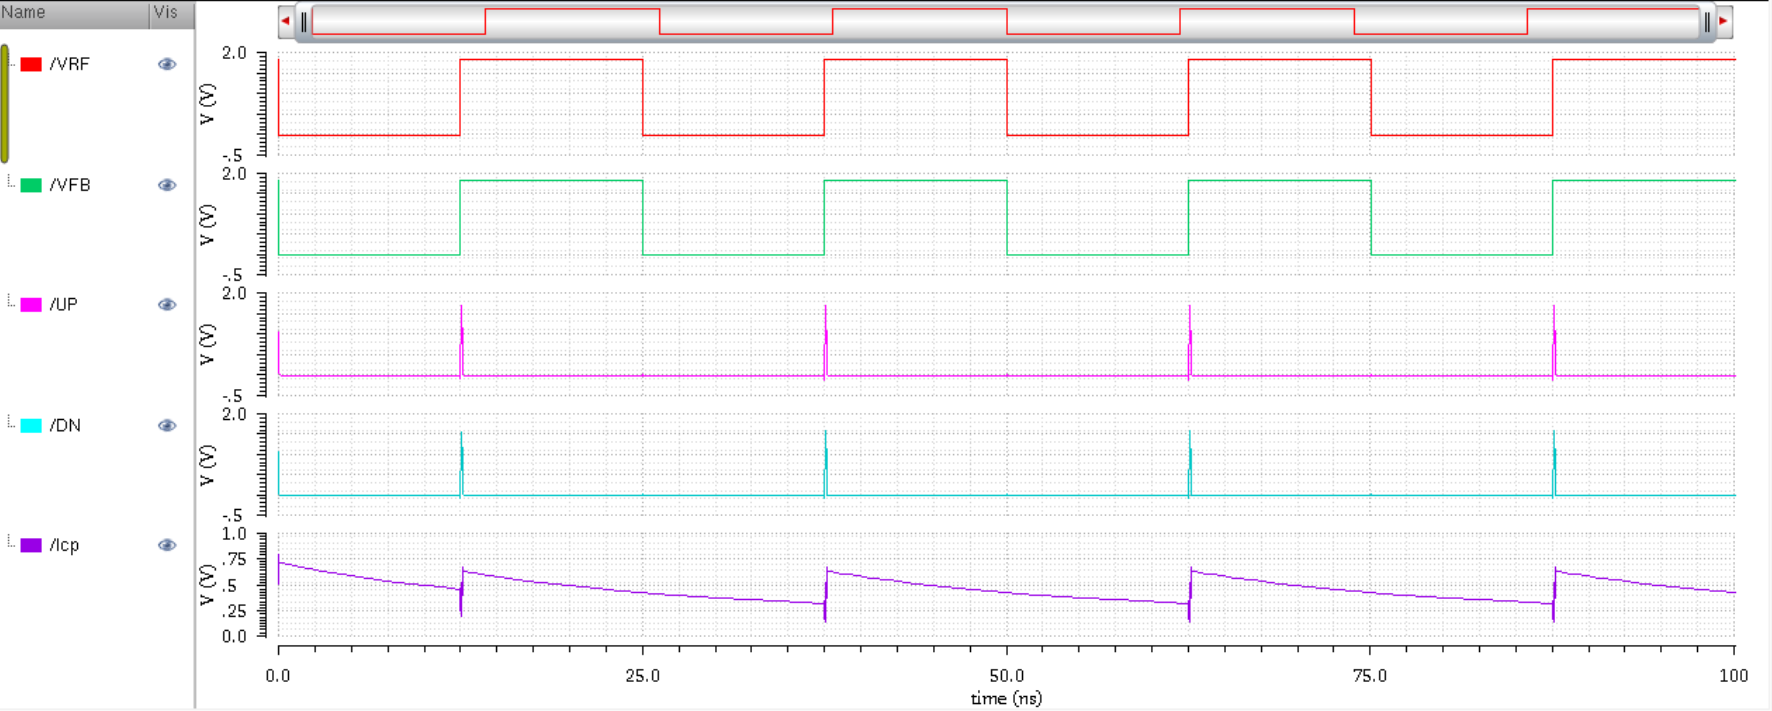 Name Vis
/VRF
V (V)
2.0
-.5
/VFB
V (V)
2.0
-.5
/UP
V (V)
2.0
-.5
/DN
V (V)
2.0
-.5
/Icp
V (V)
1.0
.75
.5
.25
0.0
0.0 25.0 50.0 75.0 100
time (ns)